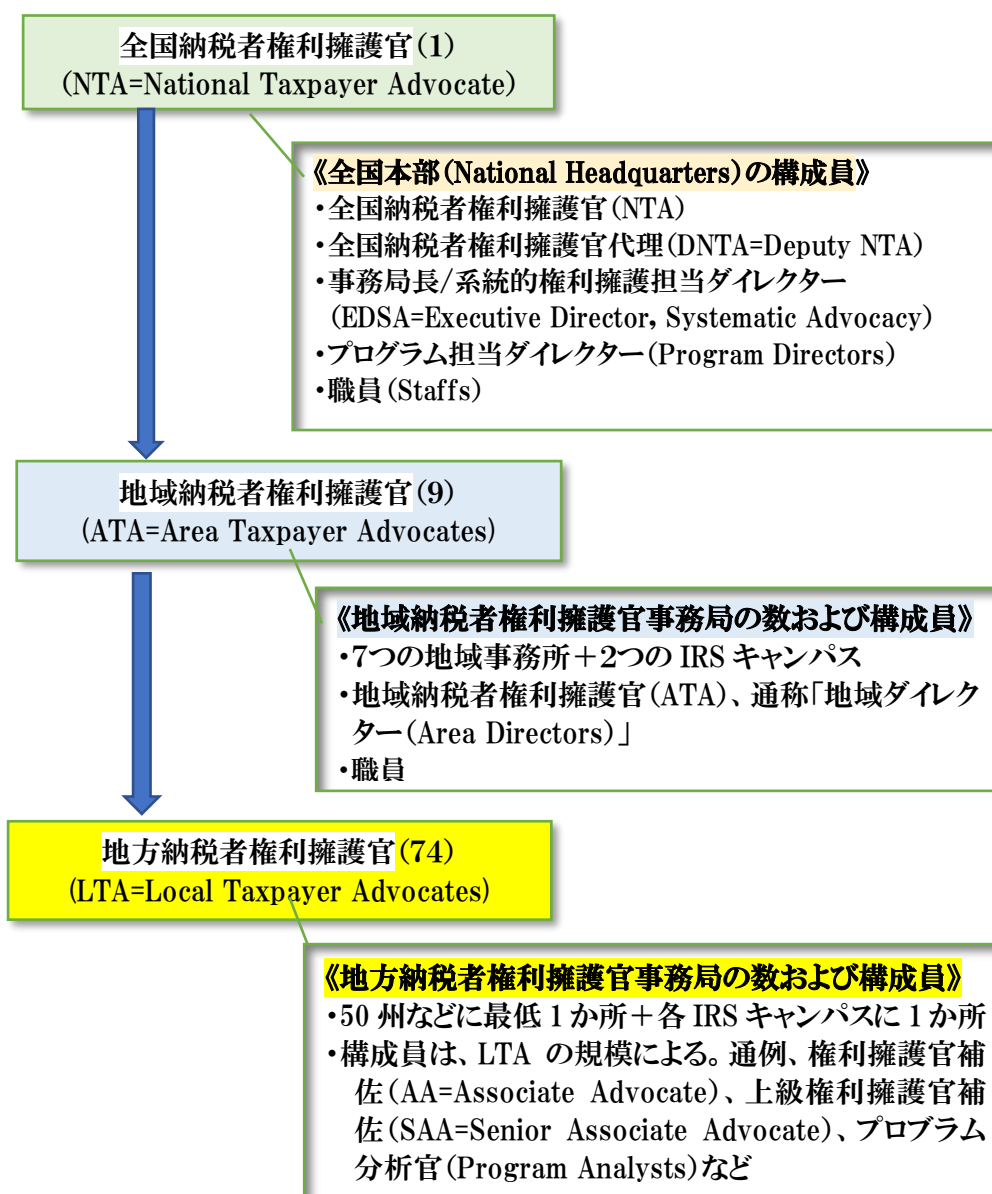 全国納税者権利擁護官(1)
(NTA=National Taxpayer Advocate)
《全国本部(National Headquarters)の構成員》
・全国納税者権利擁護官(NTA)
・全国納税者権利擁護官代理(DNTA=Deputy NTA)
・事務局長/系統的権利擁護担当ダイレクター
(EDSA=Executive Director, Systematic Advocacy)
・プログラム担当ダイレクター(Program Directors)
・職員(Staffs)
地域納税者権利擁護官(9)
(ATA=Area Taxpayer Advocates)
《地域納税者権利擁護官事務局の数および構成員》
・7つの地域事務所+2つの IRS キャンパス
・地域納税者権利擁護官(ATA)、通称「地域ダイレク
ター(Area Directors)」
・職員
地方納税者権利擁護官(74)
(LTA=Local Taxpayer Advocates)
《地方納税者権利擁護官事務局の数および構成員》
・50 州などに最低 1 か所+各 IRS キャンパスに 1 か所
・構成員は、LTA の規模による。通例、権利擁護官補
佐(AA=Associate Advocate)、上級権利擁護官補
佐(SAA=Senior Associate Advocate)、プロブラム
分析官(Program Analysts)など